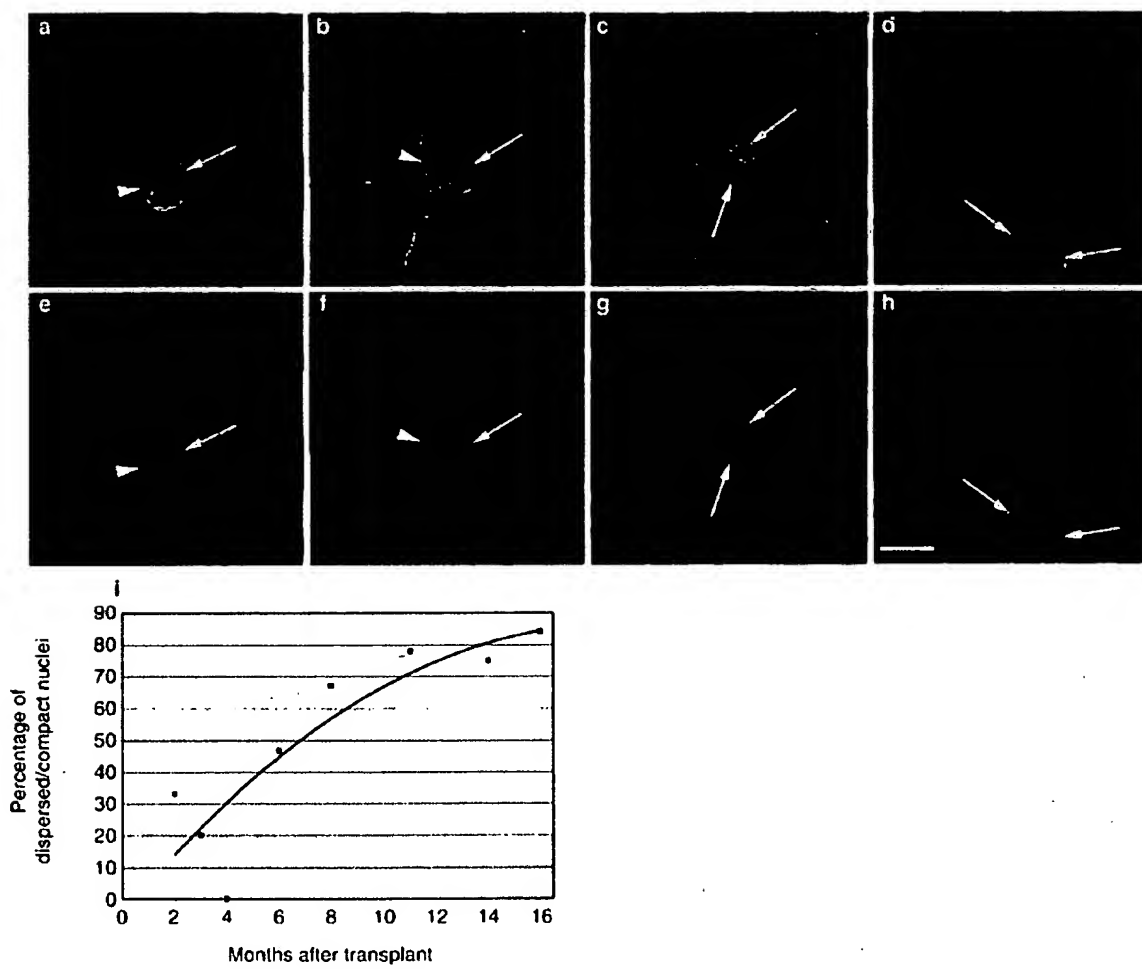 a
b
c
d
e
f
g
h
i
90
80
70
60
50
40
30
20
10
0
0 2 4 6 8 10 12 14 16
Percentage of
dispersed/compact nuclei
Months after transplant